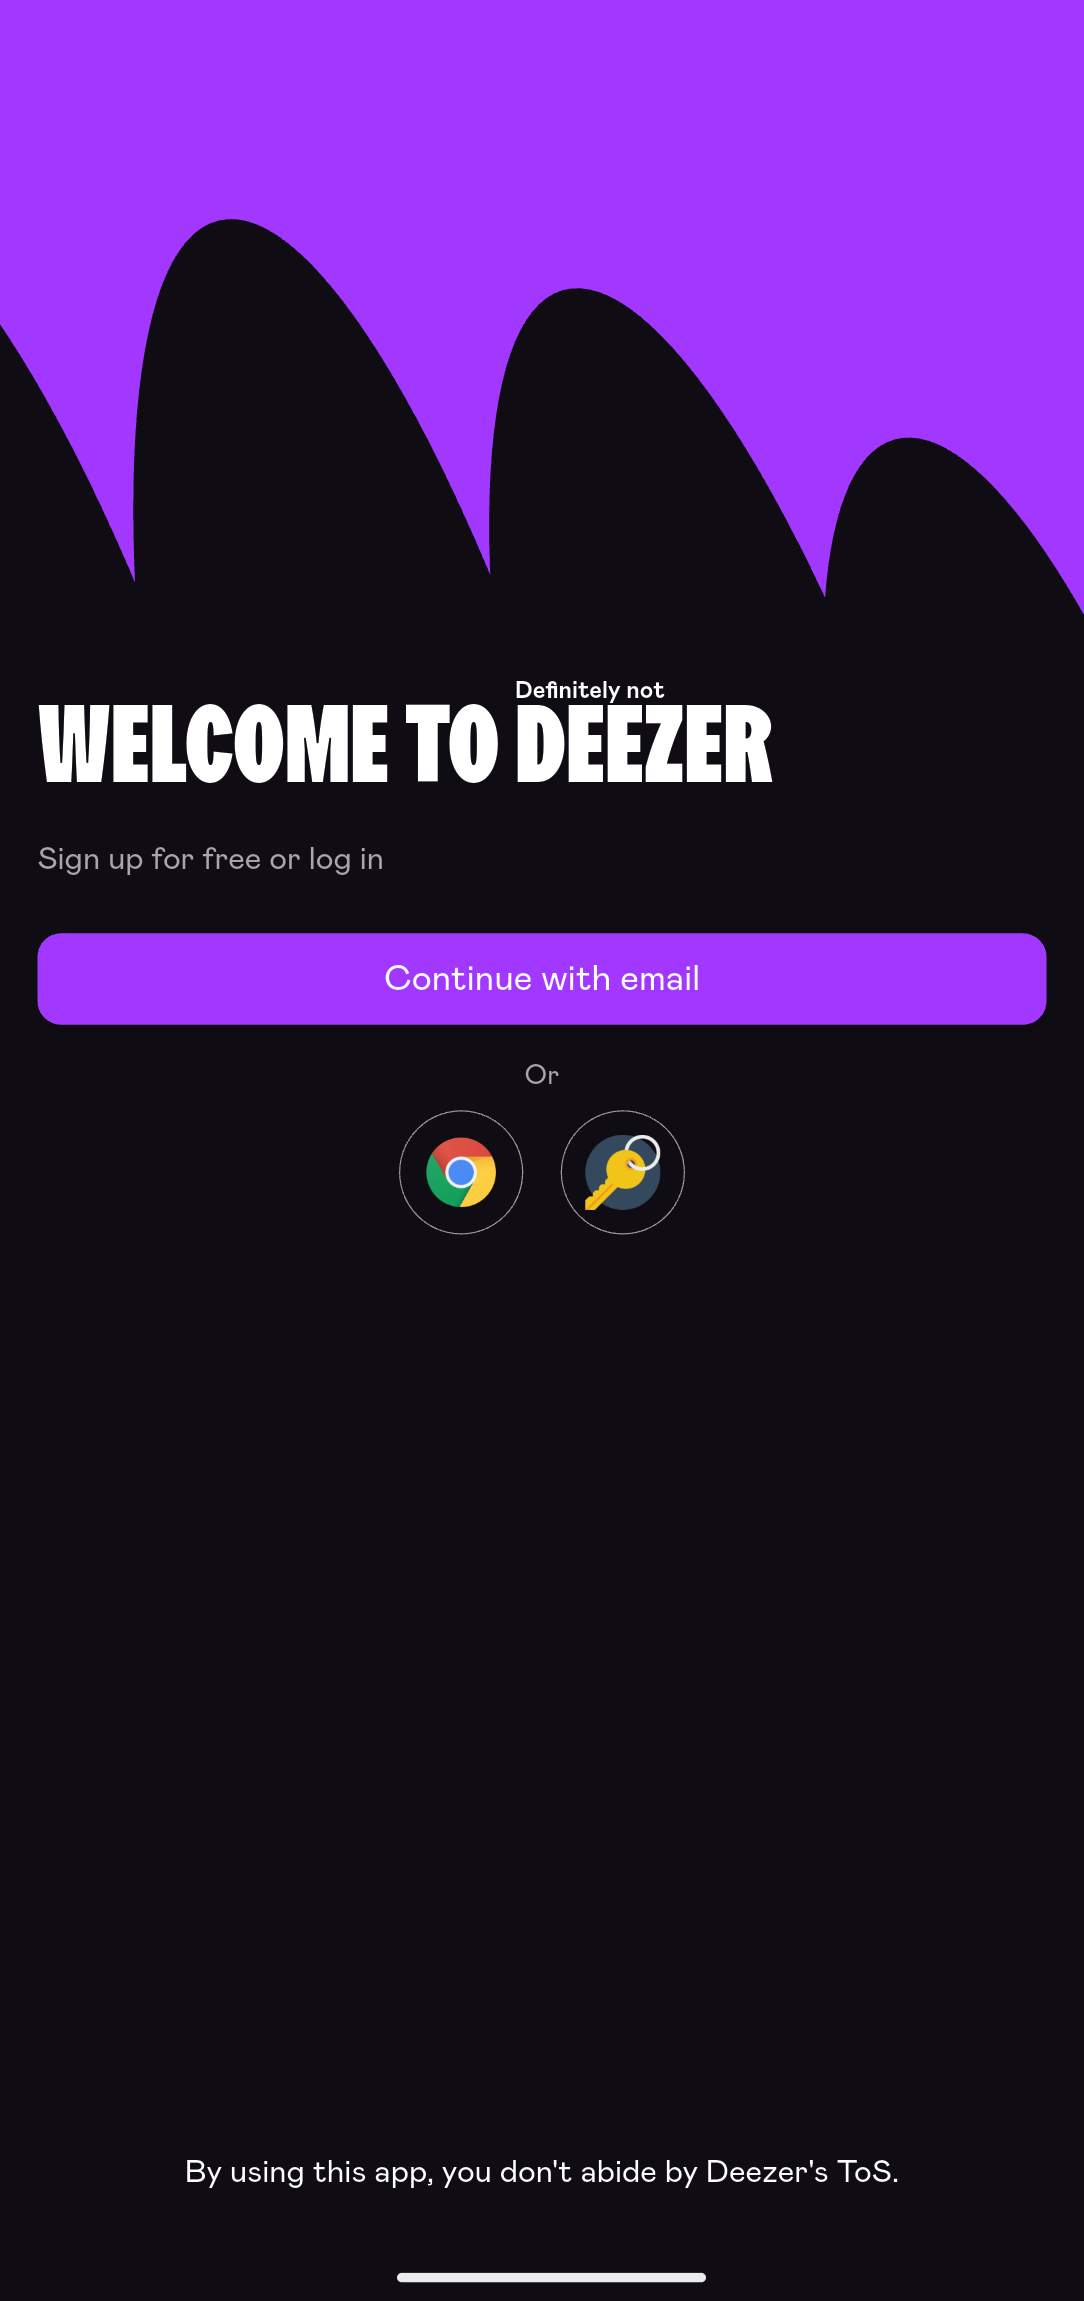 Definitely not
WELCOME TO DEEZER
Sign up for free or log in
Continue with email
Or
By using this app, you don't abide by Deezer's ToS.